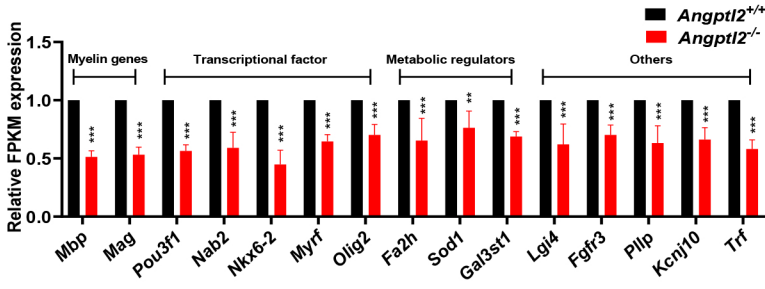 Angptl2+/+
Angptl2-/-
Relative FPKM expression
1.5
1.0
0.5
0.0
Myelin genes
Transcriptional factor
Metabolic regulators
Others
*** *** *** *** *** *** *** *** ** *** *** *** *** *** ***
Mbp Mag Pou3f1 Nab2 Nkx6-2 Myrf Olig2 Fa2h Sod1 Gal3st1 Lgi4 Fgfr3 Pllp Kcnj10 Trf